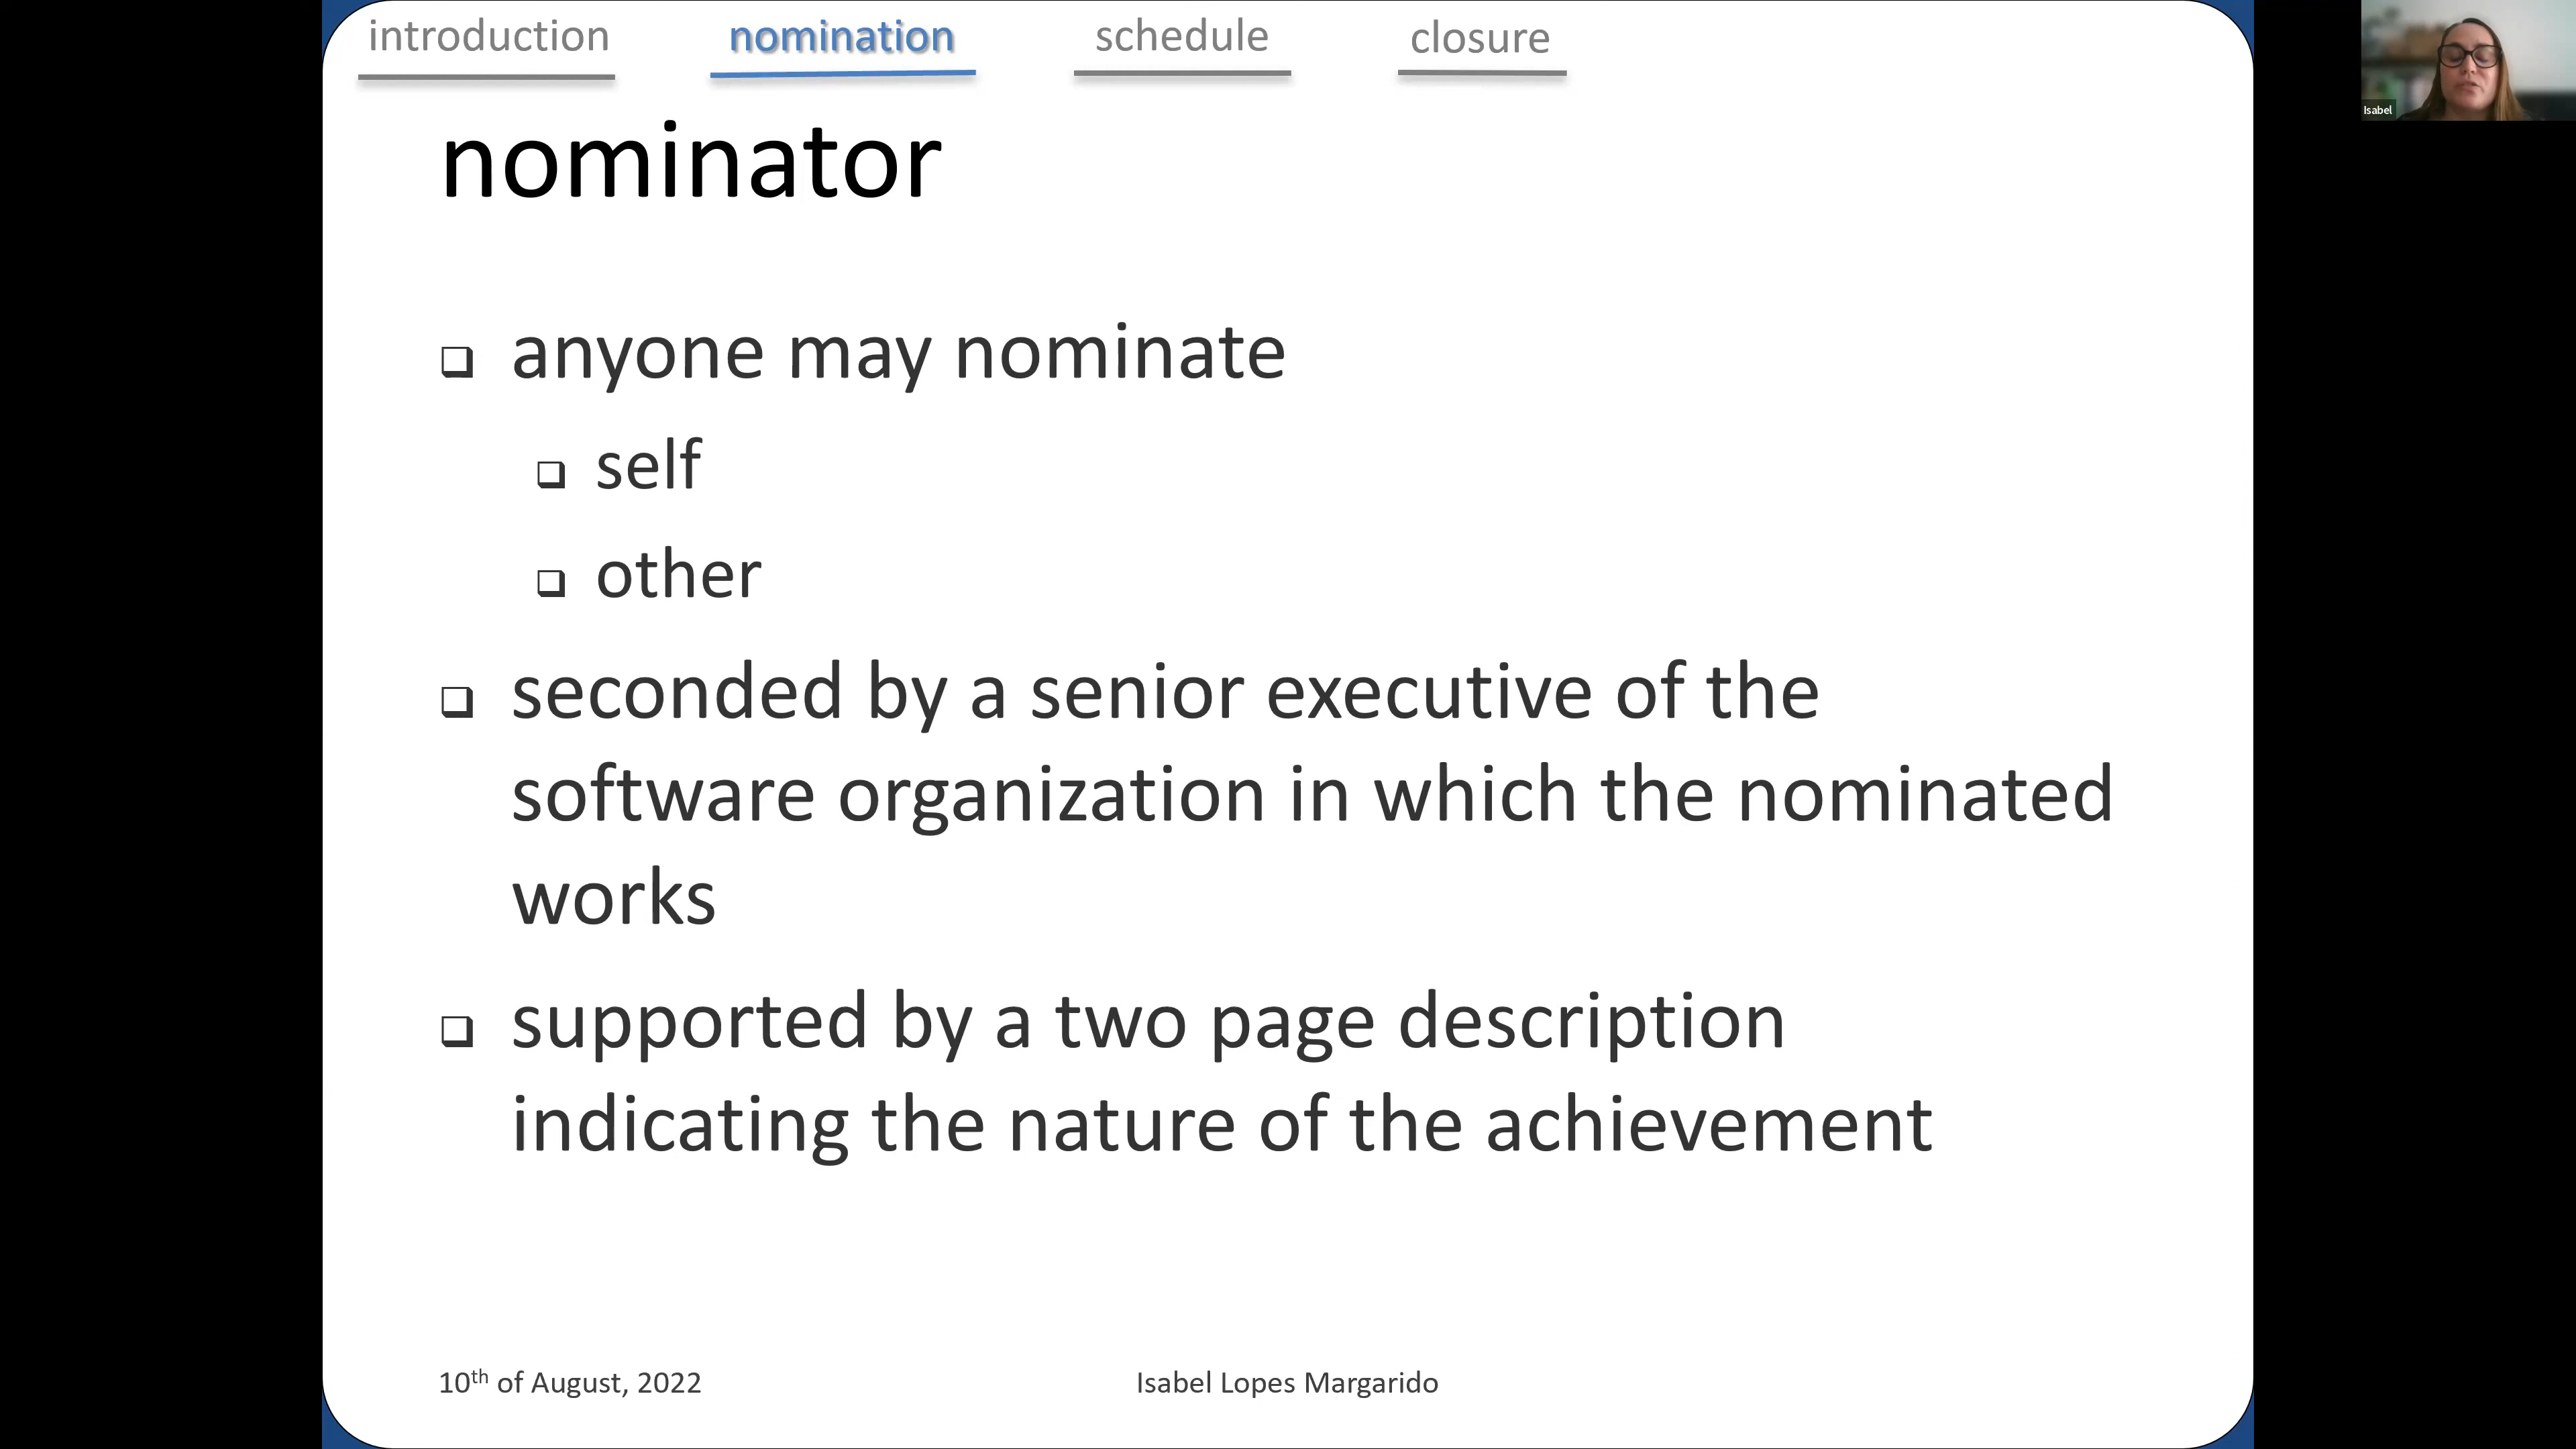 introduction nomination schedule closure
Isabel
nominator
anyone may nominate
self
other
seconded by a senior executive of the
software organization in which the nominated
works
supported by a two page description
indicating the nature of the achievement
10th of August, 2022 Isabel Lopes Margarido